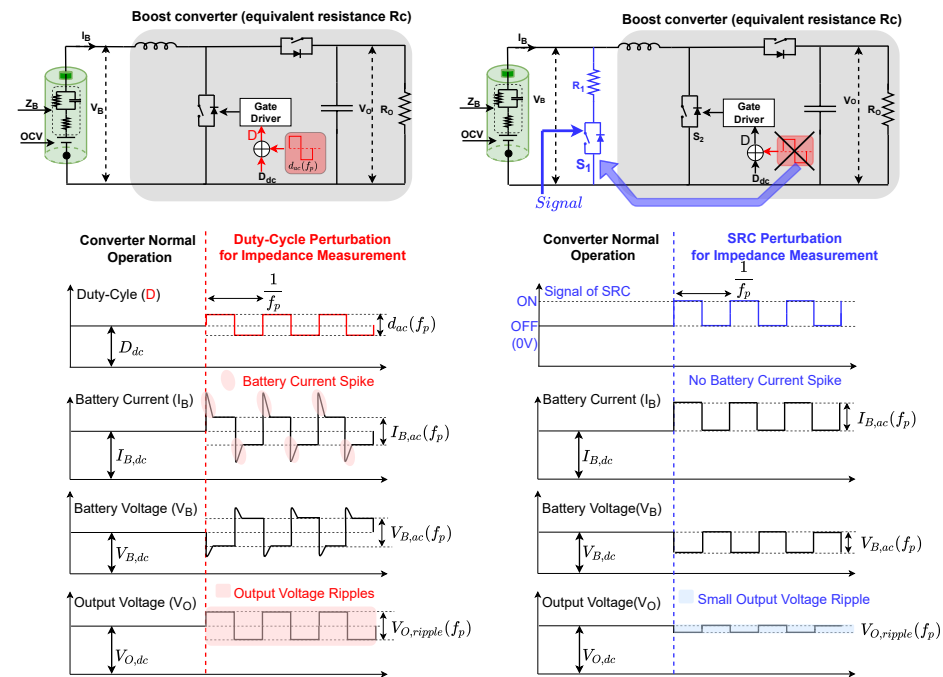 Boost converter (equivalent resistance Rc)
I_B
Z_B
OCV
V_B
Gate
Driver
D
D_dc
d_ac(f_p)
V_O
R_O
Boost converter (equivalent resistance Rc)
I_B
Z_B
OCV
V_B
R_1
S_1
Signal
S_2
Gate
Driver
D
D_dc
V_O
R_O
Converter Normal
Operation
Duty-Cycle Perturbation
for Impedance Measurement
Duty-Cyle (D)
1/f_p
d_ac(f_p)
D_dc
Battery Current Spike
Battery Current (I_B)
I_B,ac(f_p)
I_B,dc
Battery Voltage (V_B)
V_B,ac(f_p)
V_B,dc
Output Voltage Ripples
Output Voltage (V_O)
V_O,ripple(f_p)
V_O,dc
Converter Normal
Operation
SRC Perturbation
for Impedance Measurement
Signal of SRC
1/f_p
ON
OFF
(0V)
No Battery Current Spike
Battery Current (I_B)
I_B,ac(f_p)
I_B,dc
Battery Voltage(V_B)
V_B,ac(f_p)
V_B,dc
Small Output Voltage Ripple
Output Voltage(V_O)
V_O,ripple(f_p)
V_O,dc